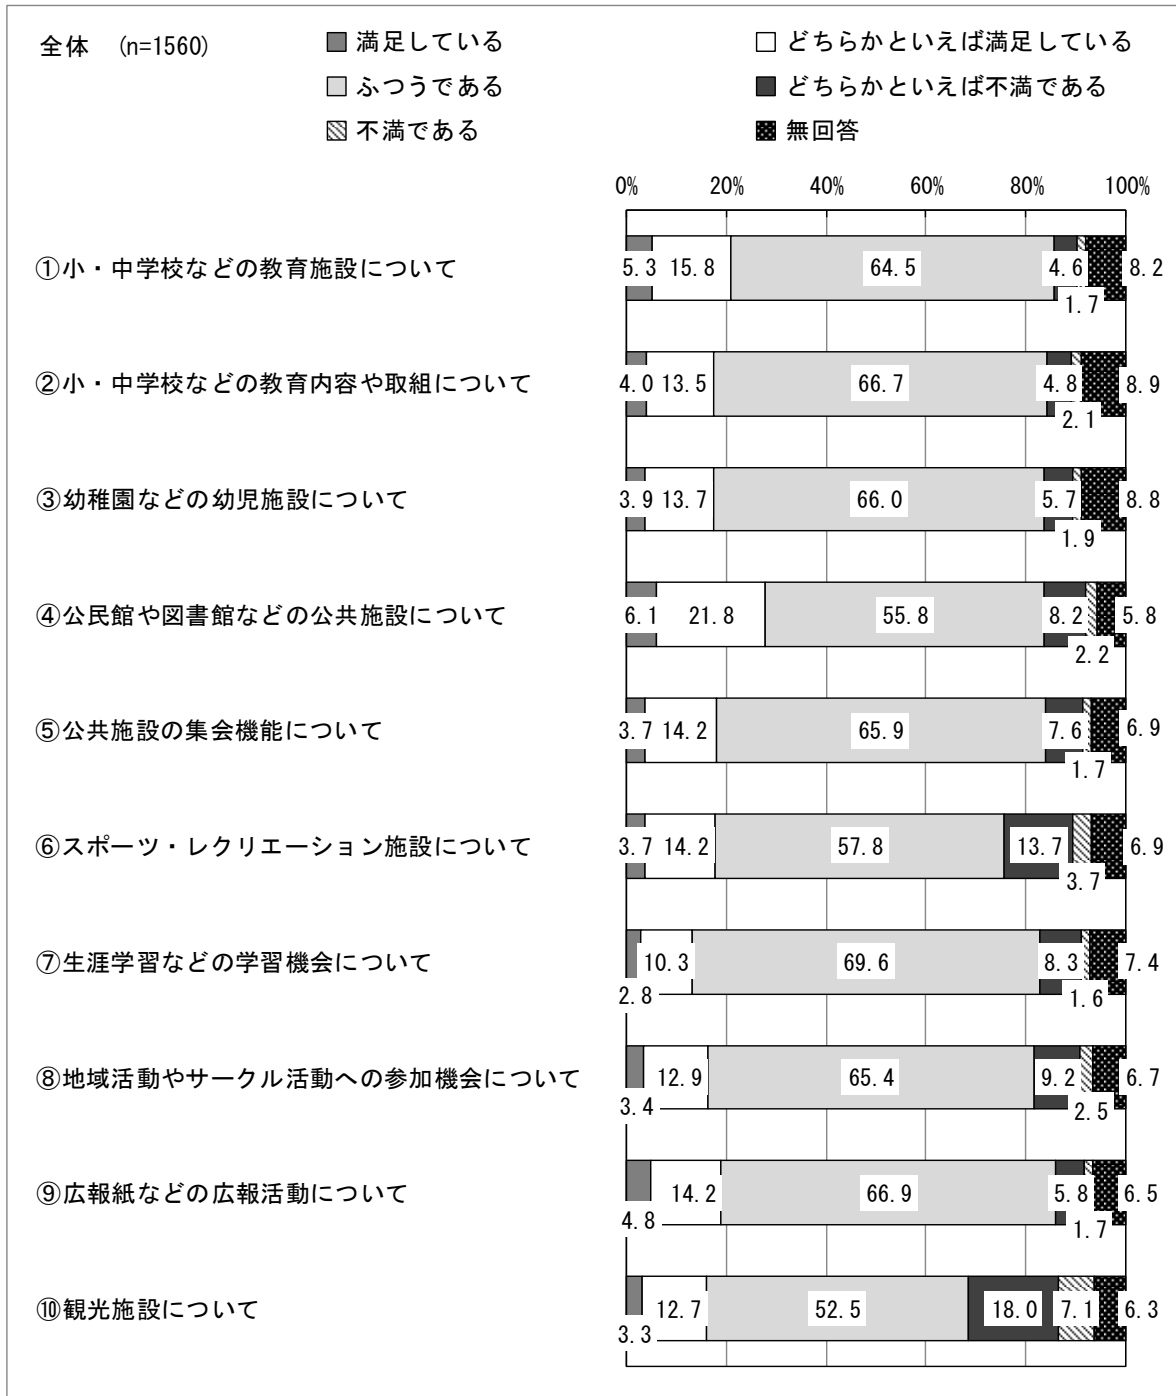 全体 (n=1560)
満足している どちらかといえば満足している
ふつうである どちらかといえば不満である
不満である 無回答
0% 20% 40% 60% 80% 100%
①小・中学校などの教育施設について 5.3 15.8 64.5 4.6 8.2
1.7
②小・中学校などの教育内容や取組について 4.0 13.5 66.7 4.8 8.9
2.1
③幼稚園などの幼児施設について 3.9 13.7 66.0 5.7 8.8
1.9
④公民館や図書館などの公共施設について 6.1 21.8 55.8 8.2 5.8
2.2
⑤公共施設の集会機能について 3.7 14.2 65.9 7.6 6.9
1.7
⑥スポーツ・レクリエーション施設について 3.7 14.2 57.8 13.7 6.9
3.7
⑦生涯学習などの学習機会について 10.3 69.6 8.3 7.4
2.8 1.6
⑧地域活動やサークル活動への参加機会について 12.9 65.4 9.2 6.7
3.4 2.5
⑨広報紙などの広報活動について 14.2 66.9 5.8 6.5
4.8 1.7
⑩観光施設について 12.7 52.5 18.0 7.1 6.3
3.3